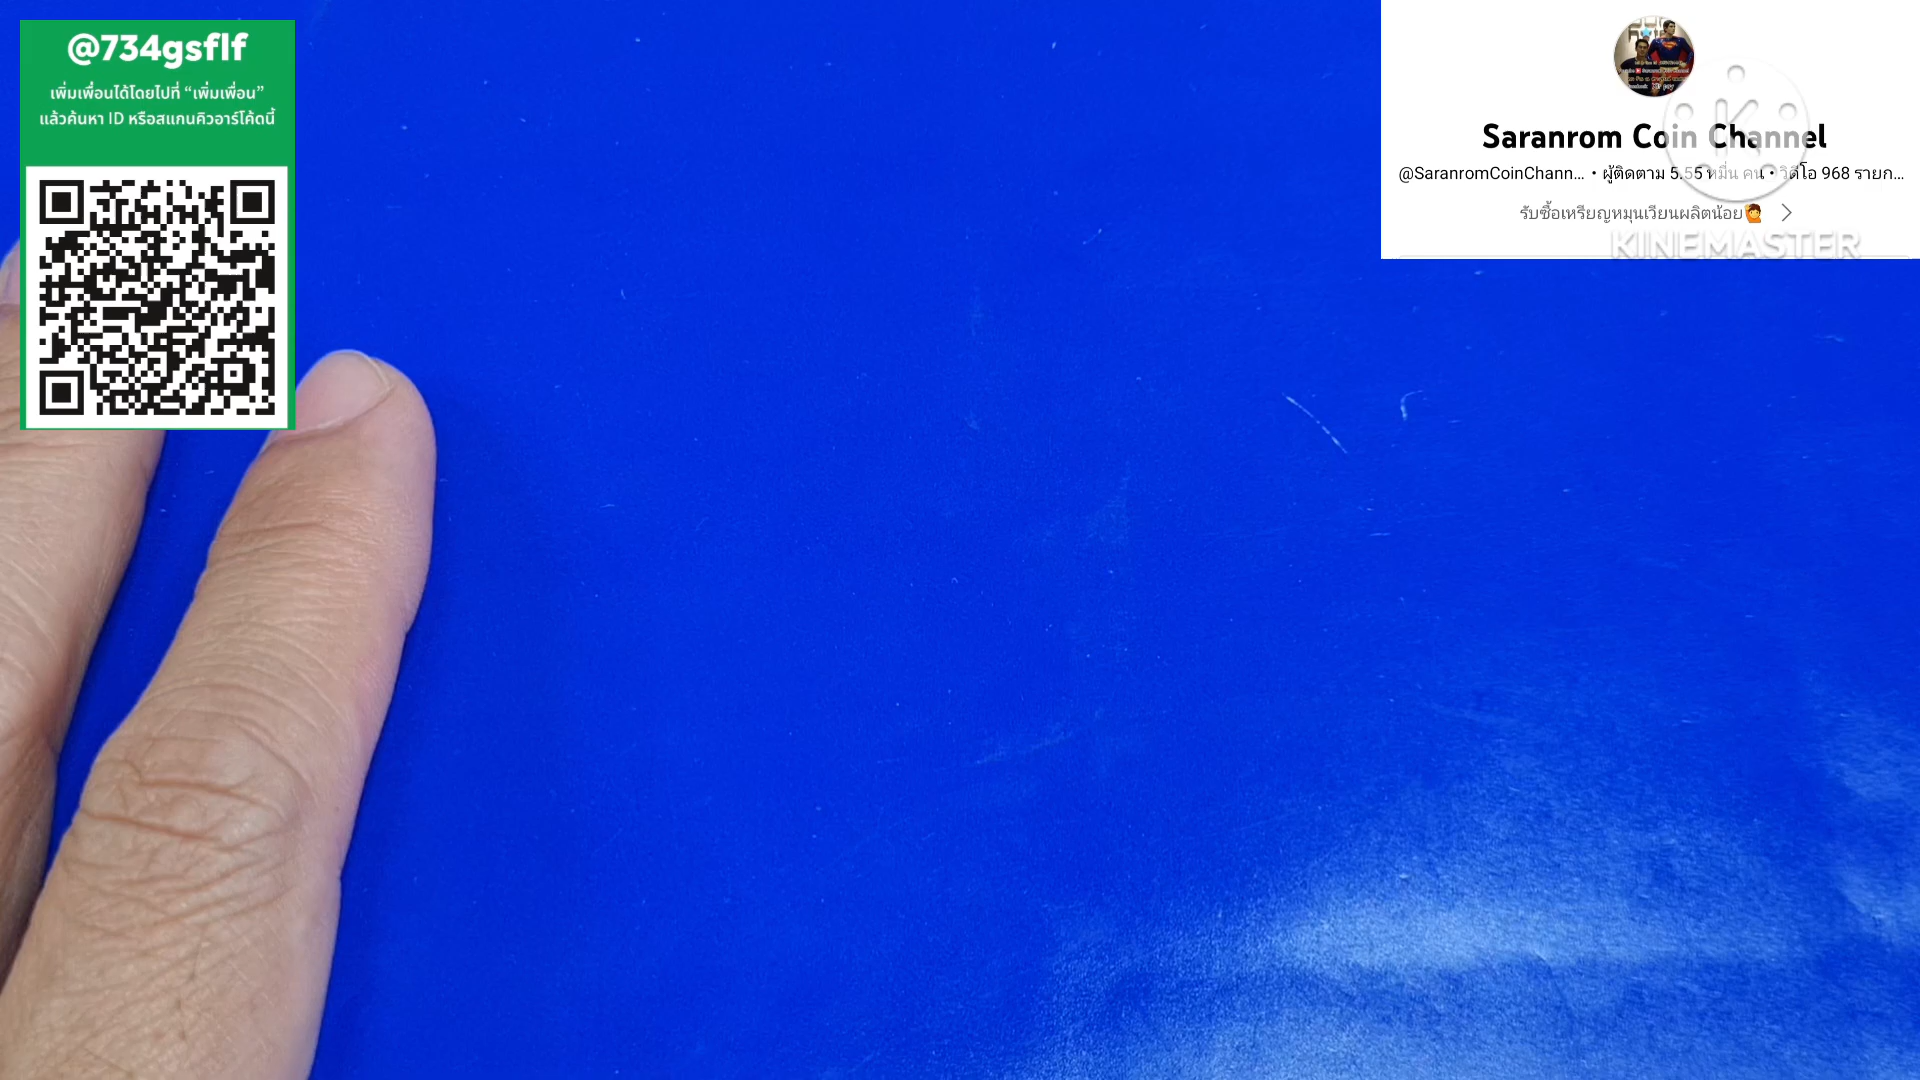 @734gsflf
เพิ่มเพื่อนได้โดยไปที่ “เพิ่มเพื่อน”
แล้วค้นหา ID หรือสแกนคิวอาร์โค้ดนี้
Saranrom Coin Channel
@SaranromCoinChann... • ผู้ติดตาม 5.55 หมื่น คน • วิดีโอ 968 รายก...
รับซื้อเหรียญหมุนเวียนผลิตน้อย🙋
KINEMASTER